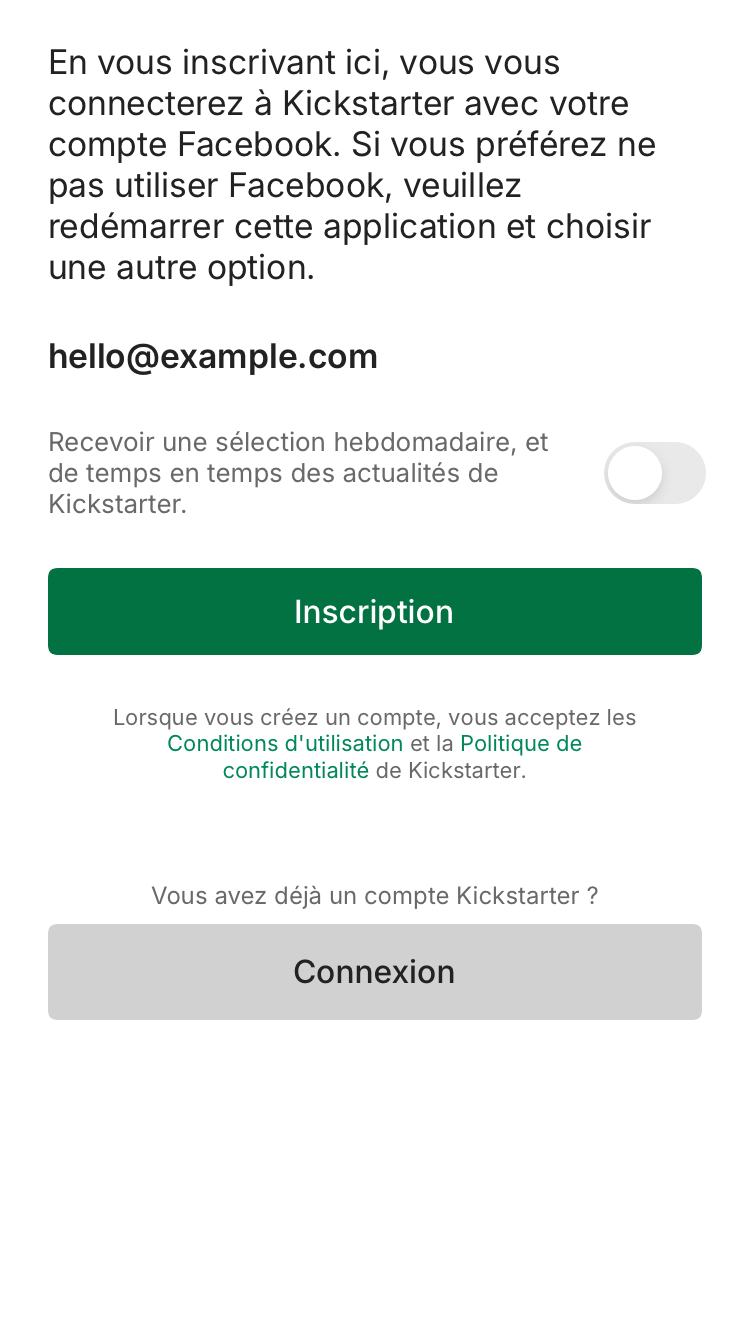 En vous inscrivant ici, vous vous
connecterez à Kickstarter avec votre
compte Facebook. Si vous préférez ne
pas utiliser Facebook, veuillez
redémarrer cette application et choisir
une autre option.
hello@example.com
Recevoir une sélection hebdomadaire, et
de temps en temps des actualités de
Kickstarter.
Inscription
Lorsque vous créez un compte, vous acceptez les
Conditions d'utilisation et la Politique de
confidentialité de Kickstarter.
Vous avez déjà un compte Kickstarter ?
Connexion